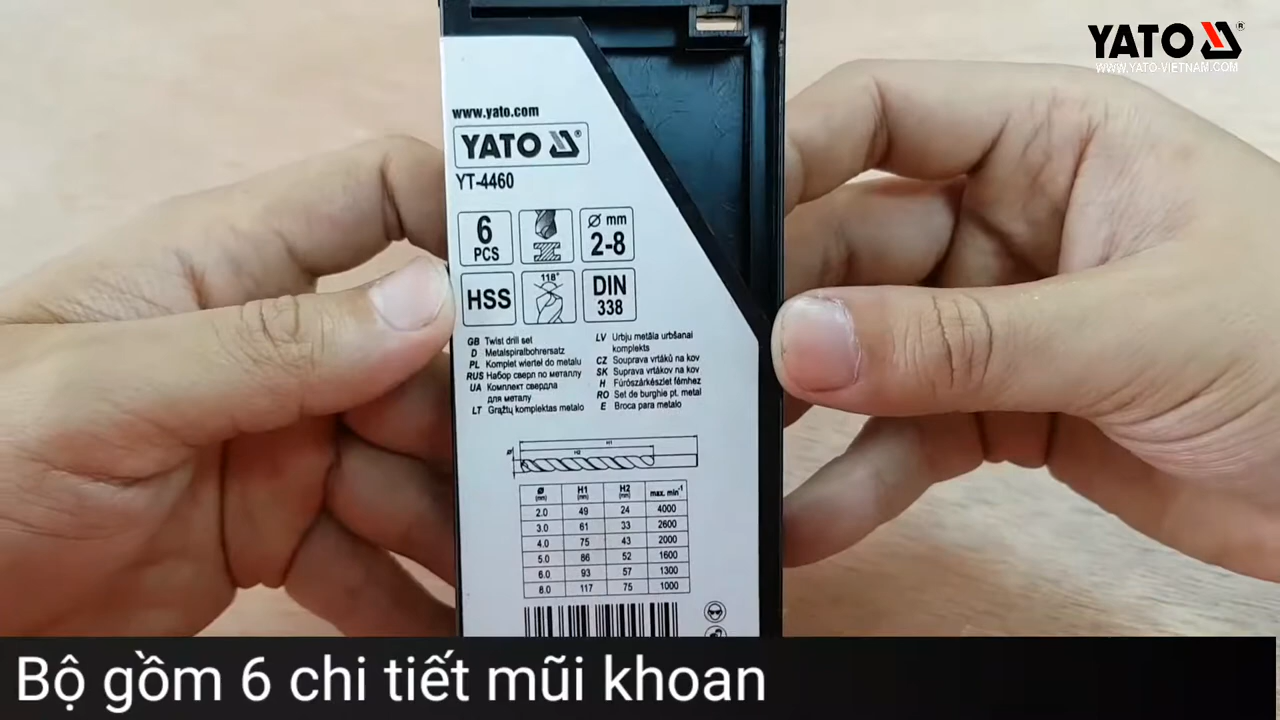 YATO
WWW.YATO-VIETNAM.COM
www.yato.com
YATO
YT-4460
6 PCS
Ø mm
2-8
HSS
118°
DIN
338
GB Twist drill set
D Metalspiralbohrersatz
PL Komplet wierteł do metalu
RUS Набор сверл по металлу
UA Комплект свердла
для металу
LT Grąžtų komplektas metalo
LV Urbju metāla urbšanai
komplekts
CZ Souprava vrtáků na kov
SK Suprava vrtákov na kov
H Fúrószárkészlet fémhez
RO Set de burghie pt. metal
E Broca para metalo
H1
H2
Ø
Ø (mm) H1 (mm) H2 (mm) max. min⁻¹
2.0 49 24 4000
3.0 61 33 2600
4.0 75 43 2000
5.0 86 52 1600
6.0 93 57 1300
8.0 117 75 1000
Bộ gồm 6 chi tiết mũi khoan